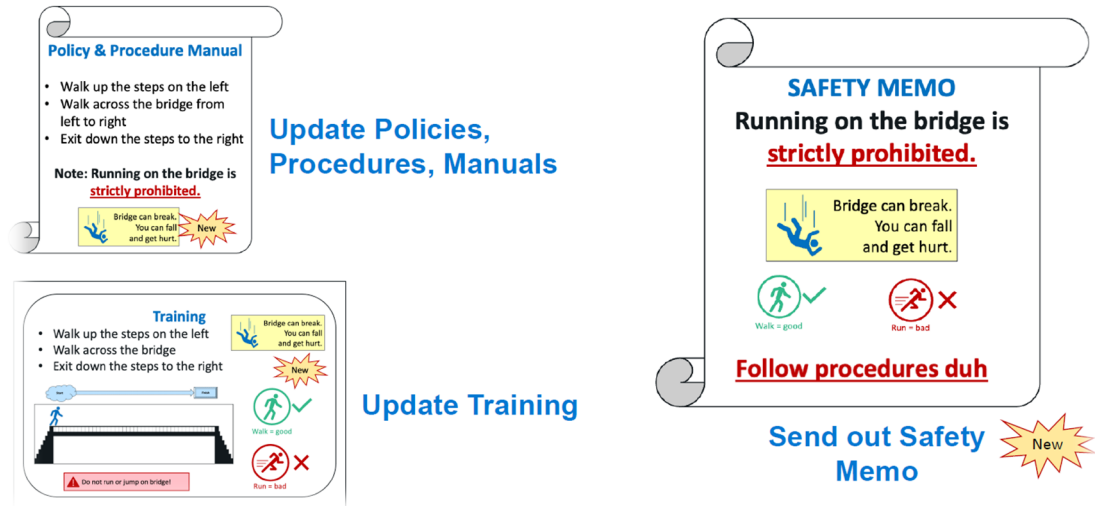 Policy & Procedure Manual
• Walk up the steps on the left
• Walk across the bridge from
left to right
• Exit down the steps to the right
Note: Running on the bridge is
strictly prohibited.
Bridge can break.
You can fall
and get hurt.
New
Update Policies,
Procedures, Manuals
Training
• Walk up the steps on the left
• Walk across the bridge
• Exit down the steps to the right
Bridge can break.
You can fall
and get hurt.
New
Start
Walk = good
Run = bad
Do not run or jump on bridge!
Update Training
SAFETY MEMO
Running on the bridge is
strictly prohibited.
Bridge can break.
You can fall
and get hurt.
Walk = good
Run = bad
Follow procedures duh
Send out Safety
Memo
New